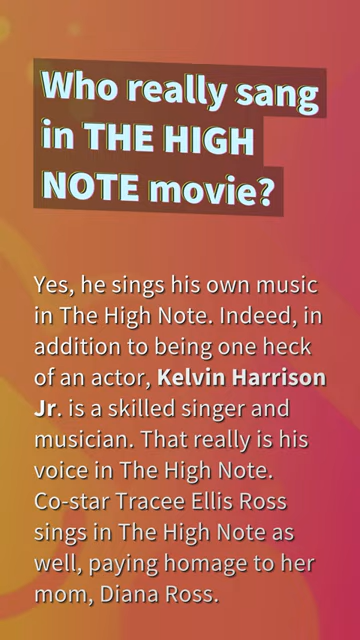 Who really sang
in THE HIGH
NOTE movie?
Yes, he sings his own music
in The High Note. Indeed, in
addition to being one heck
of an actor, Kelvin Harrison
Jr. is a skilled singer and
musician. That really is his
voice in The High Note.
Co-star Tracee Ellis Ross
sings in The High Note as
well, paying homage to her
mom, Diana Ross.